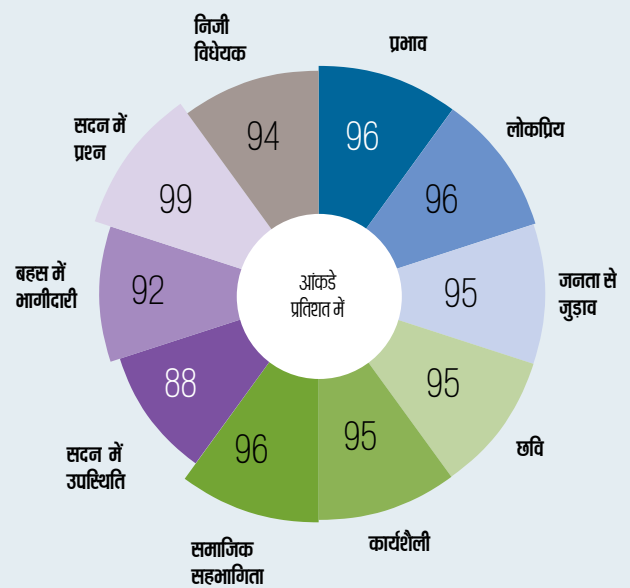 निजी
विधेयक
94
प्रभाव
96
लोकप्रिय
96
जनता से
जुड़ाव
95
छवि
95
कार्यशैली
95
समाजिक
सहभागिता
96
सदन में
उपस्थिति
88
बहस में
भागीदारी
92
सदन में
प्रश्न
99
आंकडे
प्रतिशत में